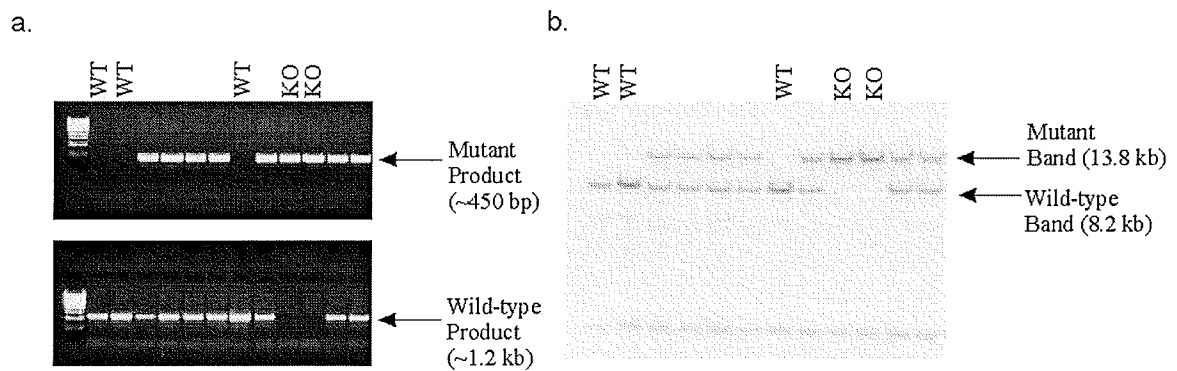 a.
WT
WT
WT
KO
KO
Mutant
Product
(~450 bp)
Wild-type
Product
(~1.2 kb)
b.
WT
WT
WT
KO
KO
Mutant
Band (13.8 kb)
Wild-type
Band (8.2 kb)